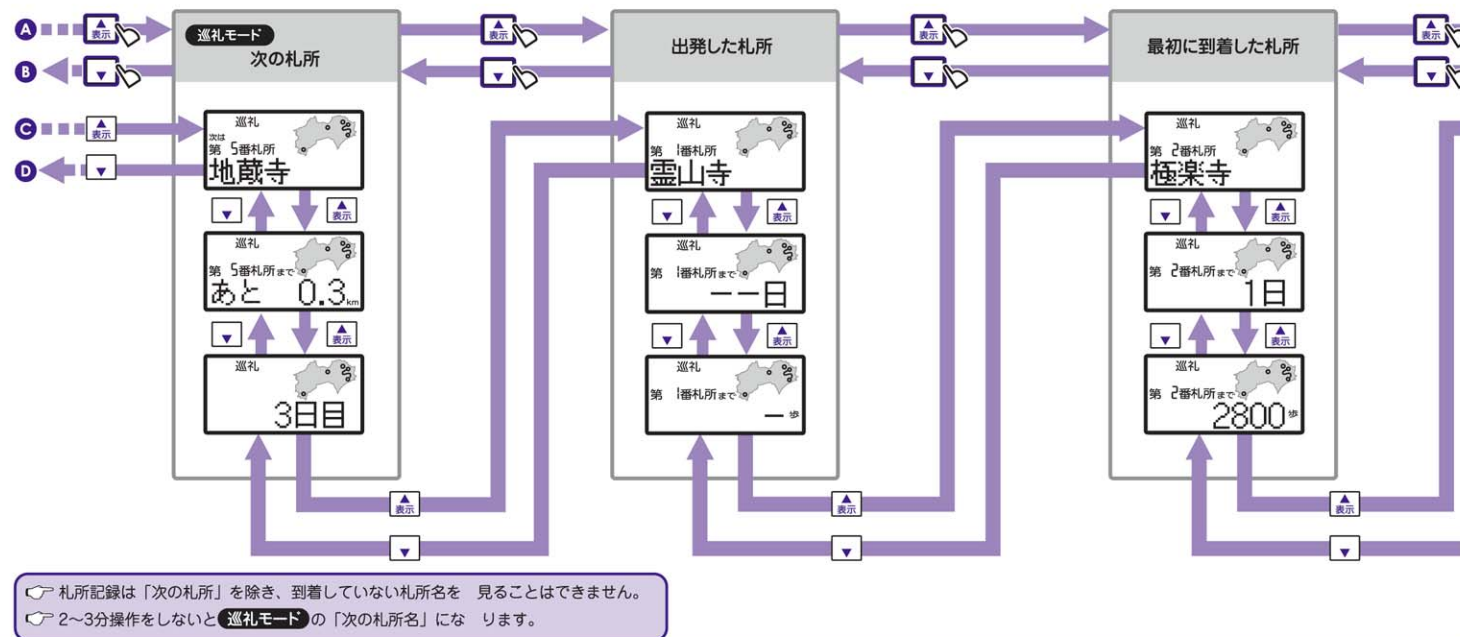 A ▲表示 巡礼モード 次の札所 ▲表示 出発した札所 ▲表示 最初に到着した札所 ▲表示
B ▼ ▼ ▼ ▼
C ▲表示
D ▼
巡礼
次は
第 5番札所
地蔵寺
▼ ▲表示
巡礼
第 5番札所まで
あと 0.3km
▼ ▲表示
巡礼
3日目
▲表示
▼
巡礼
第 1番札所
霊山寺
▼ ▲表示
巡礼
第 1番札所まで
--日
▼ ▲表示
巡礼
第 1番札所まで
-歩
▲表示
▼
巡礼
第 2番札所
極楽寺
▼ ▲表示
巡礼
第 2番札所まで
1日
▼ ▲表示
巡礼
第 2番札所まで
2800歩
▲表示
▼
札所記録は「次の札所」を除き、到着していない札所名を 見ることはできません。
2~3分操作をしないと 巡礼モード の「次の札所名」にな ります。